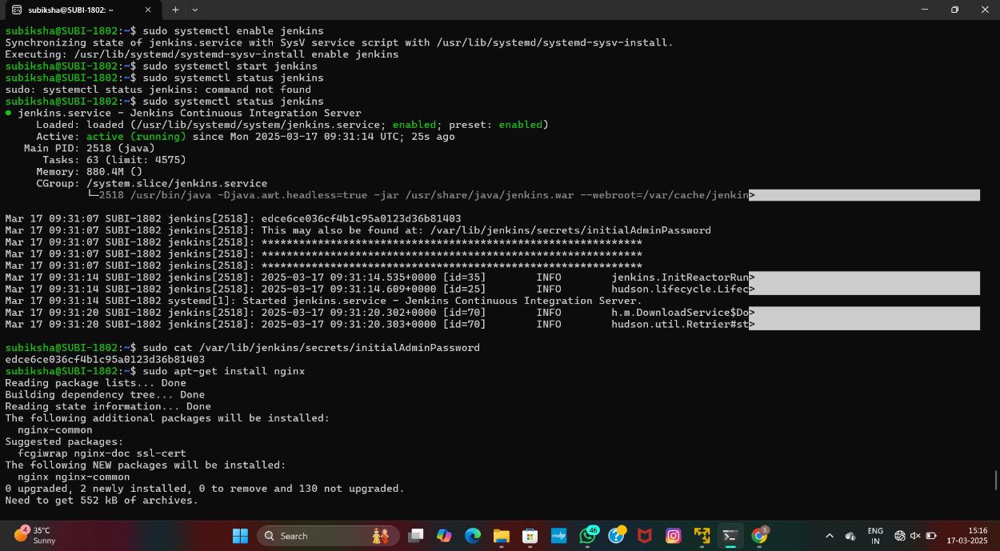 subiksha@SUBI-1802: ~
subiksha@SUBI-1802:~$ sudo systemctl enable jenkins
Synchronizing state of jenkins.service with SysV service script with /usr/lib/systemd/systemd-sysv-install.
Executing: /usr/lib/systemd/systemd-sysv-install enable jenkins
subiksha@SUBI-1802:~$ sudo systemctl start jenkins
subiksha@SUBI-1802:~$ sudo systemctl status jenkins
sudo: systemctl status jenkins: command not found
subiksha@SUBI-1802:~$ sudo systemctl status jenkins
● jenkins.service - Jenkins Continuous Integration Server
Loaded: loaded (/usr/lib/systemd/system/jenkins.service; enabled; preset: enabled)
Active: active (running) since Mon 2025-03-17 09:31:14 UTC; 25s ago
Main PID: 2518 (java)
Tasks: 63 (limit: 4575)
Memory: 880.4M ()
CGroup: /system.slice/jenkins.service
└─2518 /usr/bin/java -Djava.awt.headless=true -jar /usr/share/java/jenkins.war --webroot=/var/cache/jenkin>
Mar 17 09:31:07 SUBI-1802 jenkins[2518]: edce6ce036cf4b1c95a0123d36b81403
Mar 17 09:31:07 SUBI-1802 jenkins[2518]: This may also be found at: /var/lib/jenkins/secrets/initialAdminPassword
Mar 17 09:31:07 SUBI-1802 jenkins[2518]: *************************************************************
Mar 17 09:31:07 SUBI-1802 jenkins[2518]: *************************************************************
Mar 17 09:31:07 SUBI-1802 jenkins[2518]: *************************************************************
Mar 17 09:31:14 SUBI-1802 jenkins[2518]: 2025-03-17 09:31:14.535+0000 [id=35] INFO jenkins.InitReactorRun>
Mar 17 09:31:14 SUBI-1802 jenkins[2518]: 2025-03-17 09:31:14.609+0000 [id=25] INFO hudson.lifecycle.Lifec>
Mar 17 09:31:14 SUBI-1802 systemd[1]: Started jenkins.service - Jenkins Continuous Integration Server.
Mar 17 09:31:20 SUBI-1802 jenkins[2518]: 2025-03-17 09:31:20.302+0000 [id=70] INFO h.m.DownloadService$Do>
Mar 17 09:31:20 SUBI-1802 jenkins[2518]: 2025-03-17 09:31:20.303+0000 [id=70] INFO hudson.util.Retrier#st>
subiksha@SUBI-1802:~$ sudo cat /var/lib/jenkins/secrets/initialAdminPassword
edce6ce036cf4b1c95a0123d36b81403
subiksha@SUBI-1802:~$ sudo apt-get install nginx
Reading package lists... Done
Building dependency tree... Done
Reading state information... Done
The following additional packages will be installed:
nginx-common
Suggested packages:
fcgiwrap nginx-doc ssl-cert
The following NEW packages will be installed:
nginx nginx-common
0 upgraded, 2 newly installed, 0 to remove and 130 not upgraded.
Need to get 552 kB of archives.
4 35°C
Sunny
Search
myhp
46
S
ENG
IN
15:16
17-03-2025